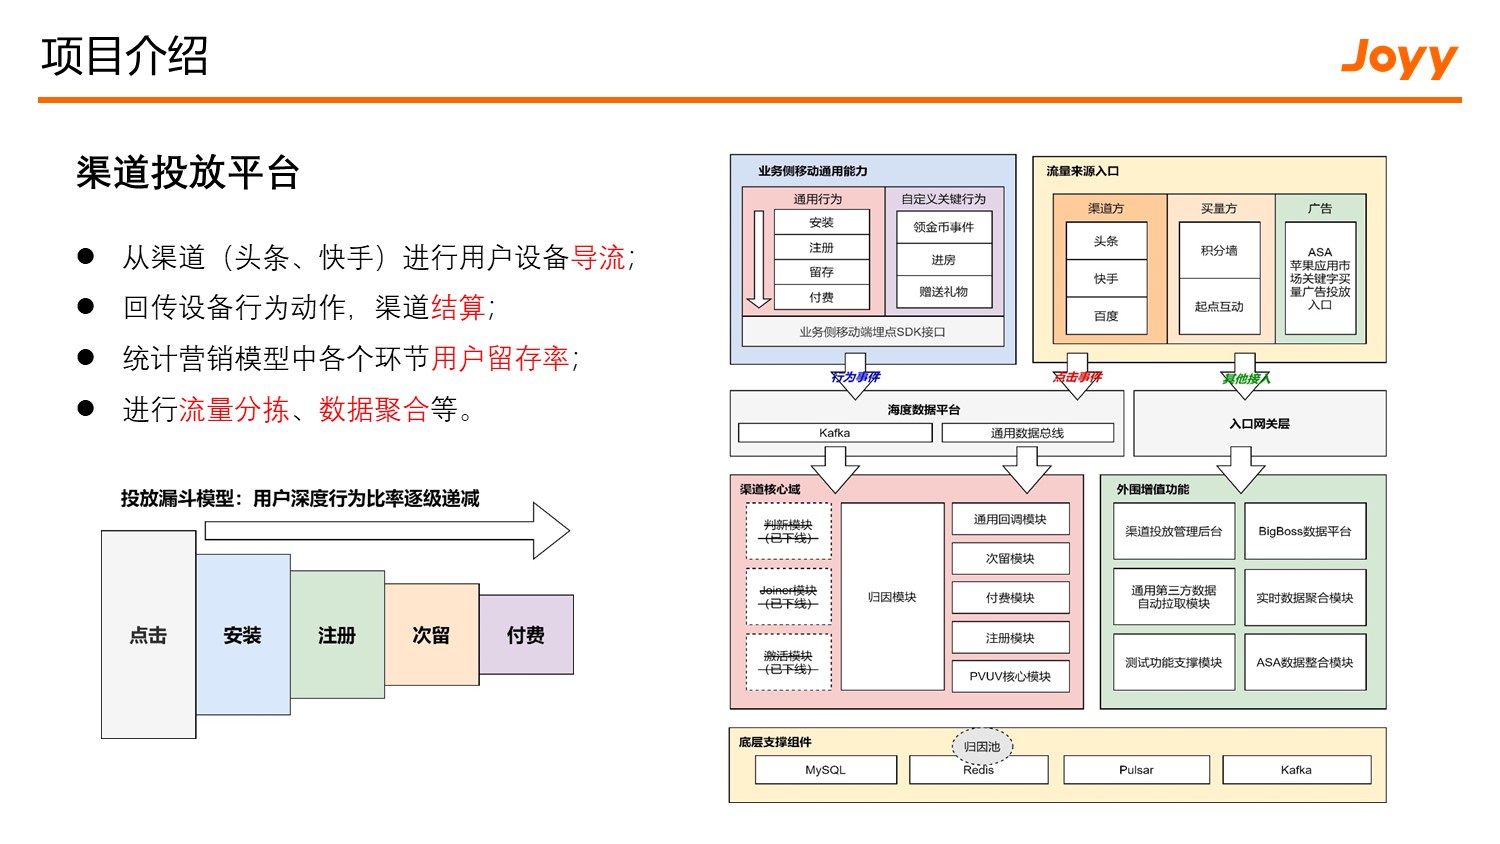 项目介绍
Joyy
渠道投放平台
从渠道（头条、快手）进行用户设备导流；
回传设备行为动作，渠道结算；
统计营销模型中各个环节用户留存率；
进行流量分拣、数据聚合等。
投放漏斗模型：用户深度行为比率逐级递减
点击
安装
注册
次留
付费
业务侧移动通用能力
通用行为
安装
注册
留存
付费
自定义关键行为
领金币事件
进房
赠送礼物
业务侧移动端埋点SDK接口
流量来源入口
渠道方
头条
快手
百度
买量方
积分墙
起点互动
广告
ASA
苹果应用市
场关键字买
量广告投放
入口
行为事件
点击事件
其他接入
海度数据平台
Kafka
通用数据总线
入口网关层
渠道核心域
判新模块
（已下线）
Joiner模块
（已下线）
激活模块
（已下线）
归因模块
通用回调模块
次留模块
付费模块
注册模块
PVUV核心模块
外围增值功能
渠道投放管理后台
BigBoss数据平台
通用第三方数据
自动拉取模块
实时数据聚合模块
测试功能支撑模块
ASA数据整合模块
底层支撑组件
归因池
MySQL
Redis
Pulsar
Kafka